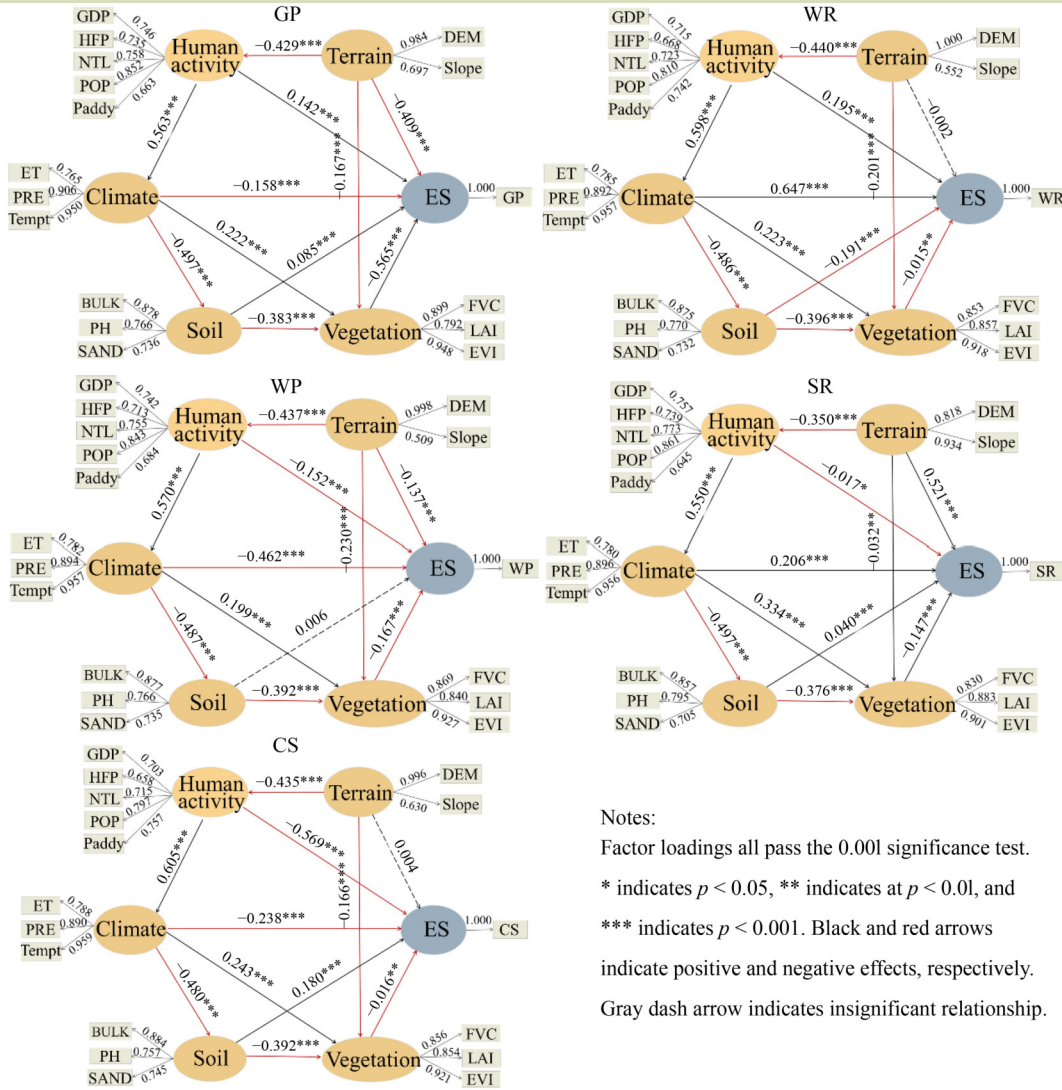 GP
GDP
HFP
NTL
POP
Paddy
0.746
0.735
0.758
0.852
0.663
Human
activity
−0.429***
Terrain
0.984
0.697
DEM
Slope
0.563***
0.142***
−0.167***
−0.409***
ET
PRE
Tempt
0.765
0.906
0.950
Climate
−0.158***
ES
1.000
GP
−0.497***
0.222***
0.085***
−0.565***
BULK
PH
SAND
0.878
0.766
0.736
Soil
−0.383***
Vegetation
0.899
0.792
0.948
FVC
LAI
EVI
WR
GDP
HFP
NTL
POP
Paddy
0.715
0.668
0.723
0.810
0.742
Human
activity
−0.440***
Terrain
1.000
0.552
DEM
Slope
0.598***
0.195***
−0.201***
−0.002
ET
PRE
Tempt
0.785
0.892
0.957
Climate
0.647***
ES
1.000
WR
−0.486***
0.223***
−0.191***
−0.015**
BULK
PH
SAND
0.875
0.770
0.732
Soil
−0.396***
Vegetation
0.853
0.857
0.918
FVC
LAI
EVI
WP
GDP
HFP
NTL
POP
Paddy
0.742
0.713
0.755
0.843
0.684
Human
activity
−0.437***
Terrain
0.998
0.509
DEM
Slope
0.570***
−0.152***
−0.230***
−0.137***
ET
PRE
Tempt
0.782
0.894
0.957
Climate
−0.462***
ES
1.000
WP
−0.487***
0.199***
0.006
−0.167***
BULK
PH
SAND
0.877
0.766
0.735
Soil
−0.392***
Vegetation
0.869
0.840
0.927
FVC
LAI
EVI
SR
GDP
HFP
NTL
POP
Paddy
0.757
0.739
0.773
0.861
0.645
Human
activity
−0.350***
Terrain
0.818
0.934
DEM
Slope
0.550***
−0.017*
−0.032**
0.521***
ET
PRE
Tempt
0.780
0.896
0.956
Climate
0.206***
ES
1.000
SR
−0.497***
0.334***
0.040***
−0.147***
BULK
PH
SAND
0.857
0.795
0.705
Soil
−0.376***
Vegetation
0.830
0.883
0.901
FVC
LAI
EVI
CS
GDP
HFP
NTL
POP
Paddy
0.703
0.658
0.715
0.797
0.757
Human
activity
−0.435***
Terrain
0.996
0.630
DEM
Slope
0.605***
−0.569***
−0.166***
0.004
ET
PRE
Tempt
0.788
0.890
0.959
Climate
−0.238***
ES
1.000
CS
−0.480***
0.243***
0.180***
−0.016**
BULK
PH
SAND
0.884
0.757
0.745
Soil
−0.392***
Vegetation
0.856
0.854
0.921
FVC
LAI
EVI
Notes:
Factor loadings all pass the 0.00l significance test.
* indicates p < 0.05, ** indicates at p < 0.0l, and
*** indicates p < 0.001. Black and red arrows
indicate positive and negative effects, respectively.
Gray dash arrow indicates insignificant relationship.